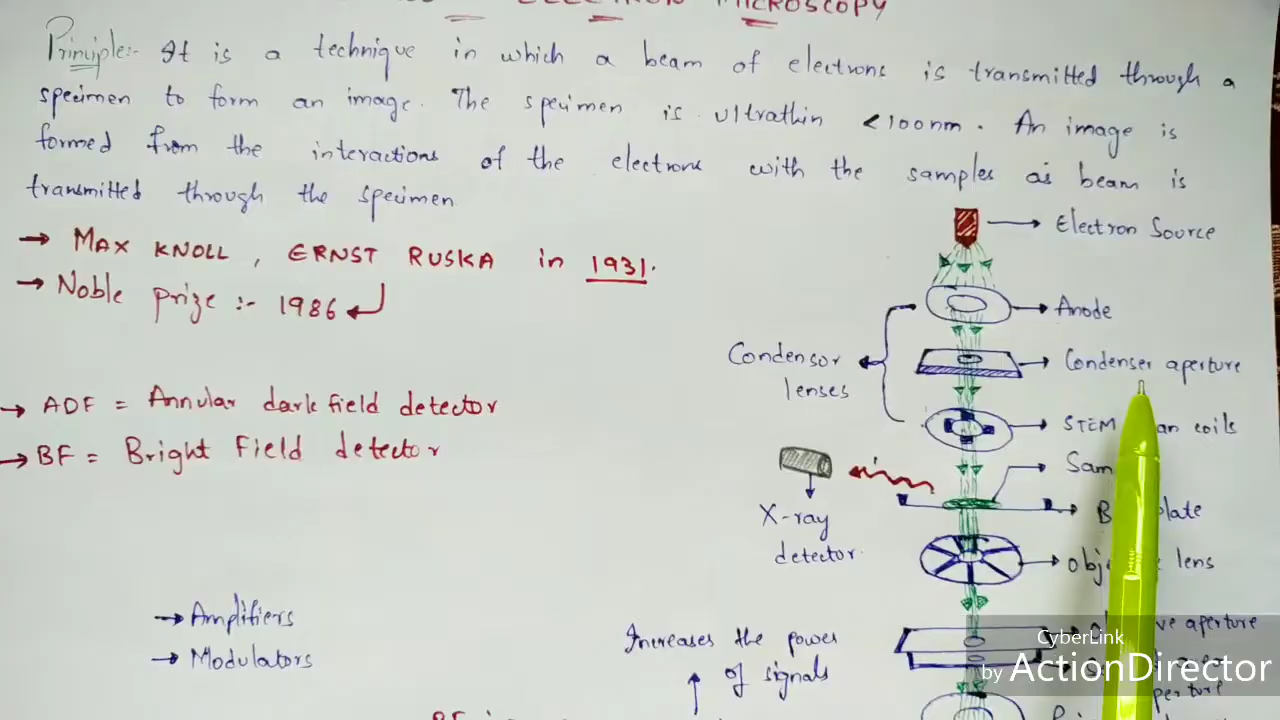 ELECTRON MICROSCOPY
Principle:- It is a technique in which a beam of electrons is transmitted through a
specimen to form an image. The specimen is ultrathin <100nm. An image is
formed from the interactions of the electrons with the samples as beam is
transmitted through the specimen
→ MAX KNOLL, ERNST RUSKA in 1931.
→ Noble prize :- 1986
Electron Source
Anode
Condensor
lenses
Condenser aperture
→ ADF = Annular dark field detector
→ BF = Bright Field detector
STEM coils
X-ray
detector
lens
→ Amplifiers
→ Modulators
Increases the power
of signals
aperture
CyberLink
by ActionDirector